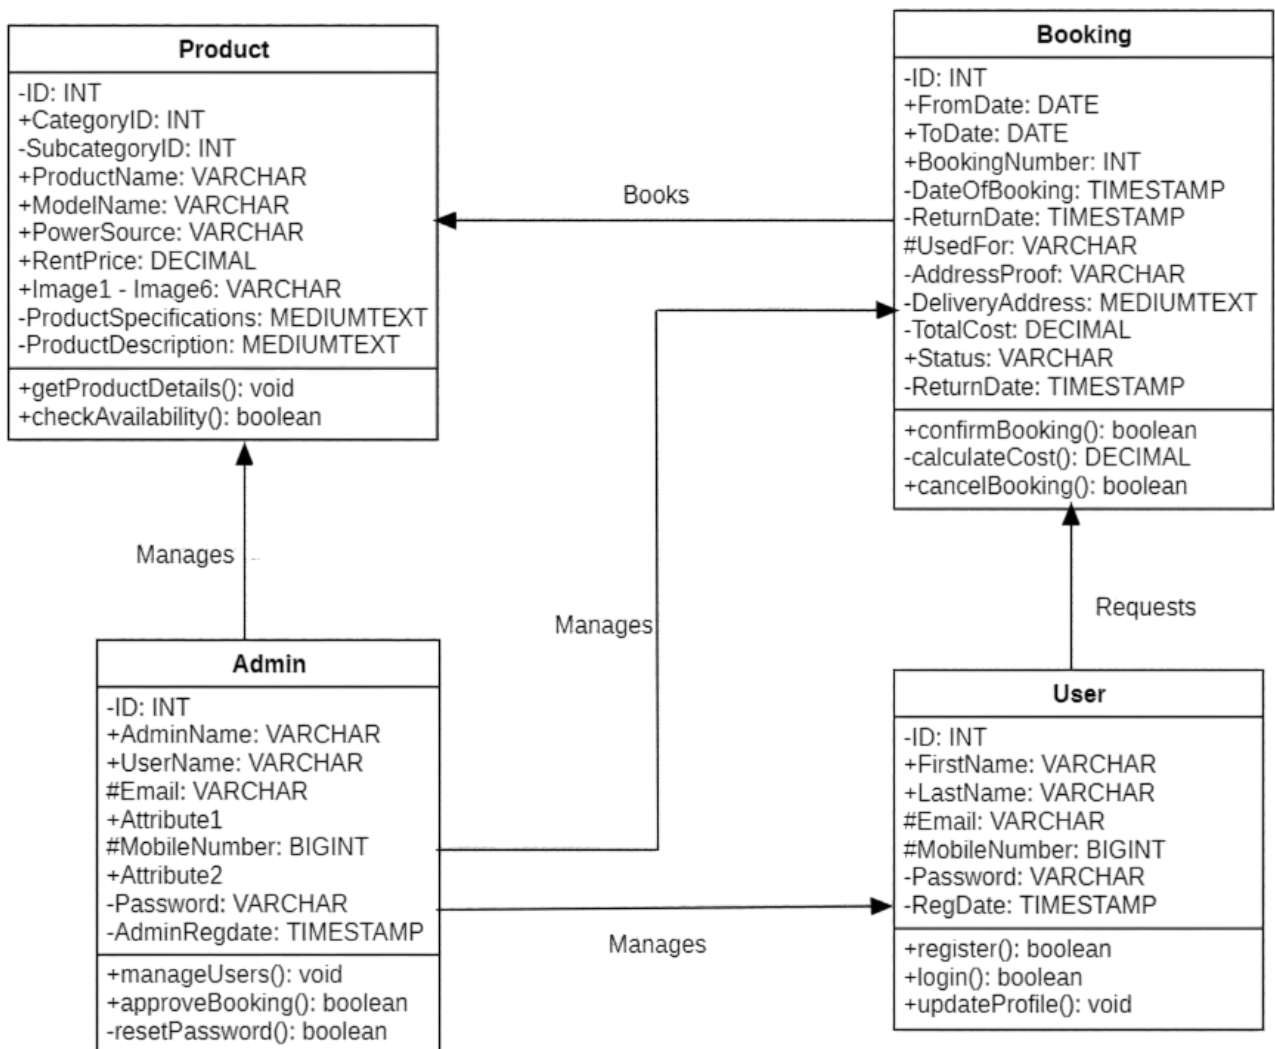 Product
-ID: INT
+CategoryID: INT
-SubcategoryID: INT
+ProductName: VARCHAR
+ModelName: VARCHAR
+PowerSource: VARCHAR
+RentPrice: DECIMAL
+Image1 - Image6: VARCHAR
-ProductSpecifications: MEDIUMTEXT
-ProductDescription: MEDIUMTEXT
+getProductDetails(): void
+checkAvailability(): boolean
Books
Booking
-ID: INT
+FromDate: DATE
+ToDate: DATE
+BookingNumber: INT
-DateOfBooking: TIMESTAMP
-ReturnDate: TIMESTAMP
#UsedFor: VARCHAR
-AddressProof: VARCHAR
-DeliveryAddress: MEDIUMTEXT
-TotalCost: DECIMAL
+Status: VARCHAR
-ReturnDate: TIMESTAMP
+confirmBooking(): boolean
-calculateCost(): DECIMAL
+cancelBooking(): boolean
Manages
Manages
Requests
Admin
-ID: INT
+AdminName: VARCHAR
+UserName: VARCHAR
#Email: VARCHAR
+Attribute1
#MobileNumber: BIGINT
+Attribute2
-Password: VARCHAR
-AdminRegdate: TIMESTAMP
+manageUsers(): void
+approveBooking(): boolean
-resetPassword(): boolean
Manages
User
-ID: INT
+FirstName: VARCHAR
+LastName: VARCHAR
#Email: VARCHAR
#MobileNumber: BIGINT
-Password: VARCHAR
-RegDate: TIMESTAMP
+register(): boolean
+login(): boolean
+updateProfile(): void